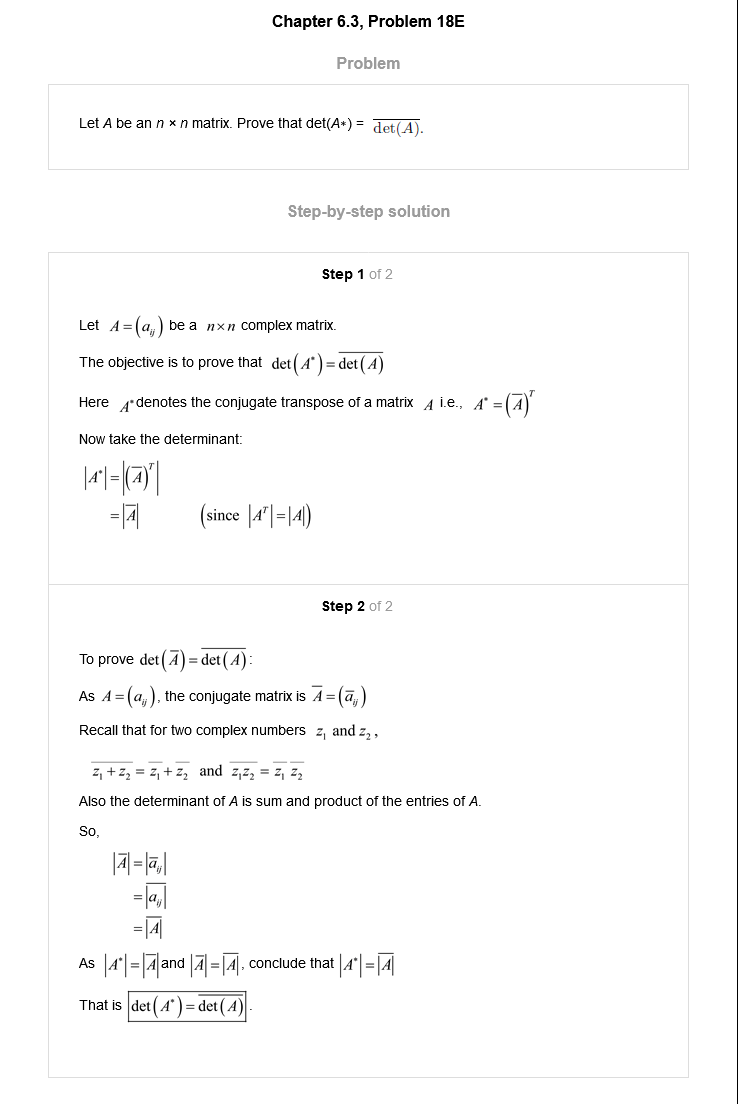 Chapter 6.3, Problem 18E
Problem
Let A be an n × n matrix. Prove that det(A*) = \overline{det(A)}.
Step-by-step solution
Step 1 of 2
Let A = (a_{ij}) be a n×n complex matrix.
The objective is to prove that det(A^*) = \overline{det(A)}
Here A^* denotes the conjugate transpose of a matrix A i.e., A^* = (\overline{A})^T
Now take the determinant:
|A^*| = |(\overline{A})^T|
= |\overline{A}| (since |A^T| = |A|)
Step 2 of 2
To prove det(\overline{A}) = \overline{det(A)}:
As A = (a_{ij}), the conjugate matrix is \overline{A} = (\overline{a}_{ij})
Recall that for two complex numbers z_1 and z_2,
\overline{z_1 + z_2} = \overline{z_1} + \overline{z_2} and \overline{z_1 z_2} = \overline{z_1} \overline{z_2}
Also the determinant of A is sum and product of the entries of A.
So,
|\overline{A}| = |\overline{a}_{ij}|
= \overline{|a_{ij}|}
= \overline{|A|}
As |A^*| = |\overline{A}| and |\overline{A}| = \overline{|A|}, conclude that |A^*| = \overline{|A|}
That is det(A^*) = \overline{det(A)}.